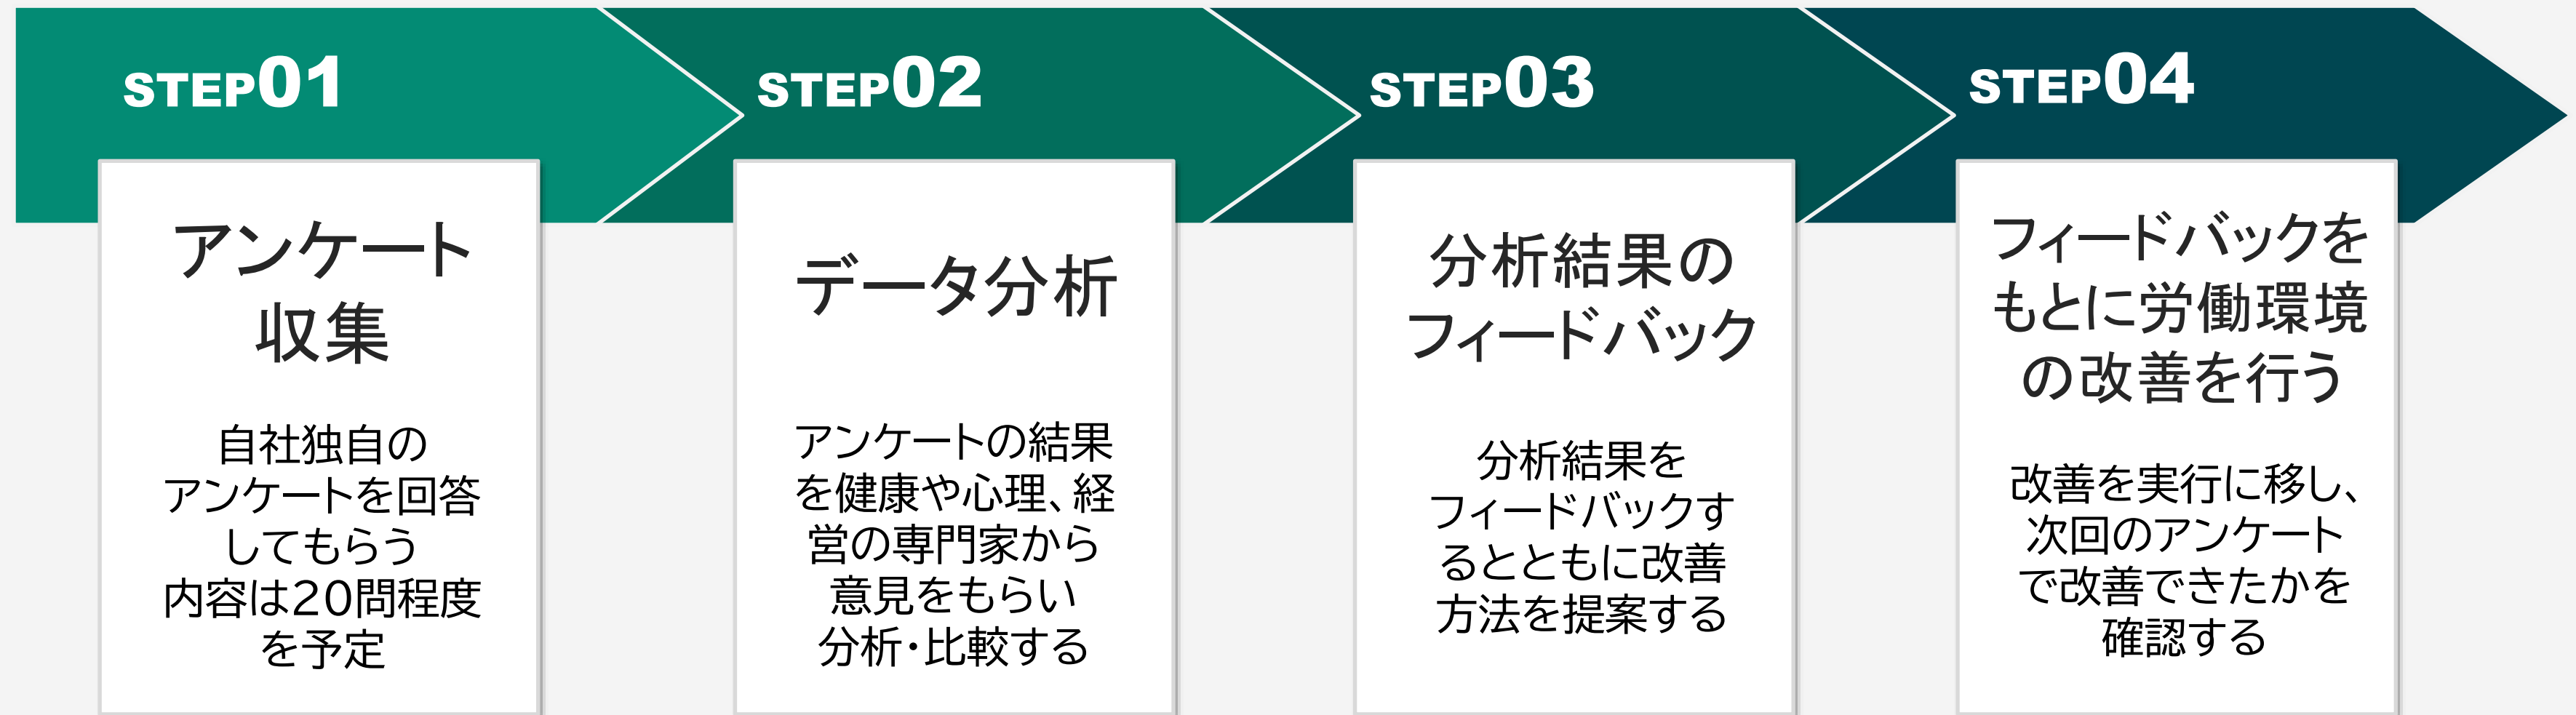 STEP01
アンケート
収集
自社独自の
アンケートを回答
してもらう
内容は20問程度
を予定
STEP02
データ分析
アンケートの結果
を健康や心理、経
営の専門家から
意見をもらい
分析・比較する
STEP03
分析結果の
フィードバック
分析結果を
フィードバックす
るとともに改善
方法を提案する
STEP04
フィードバックを
もとに労働環境
の改善を行う
改善を実行に移し、
次回のアンケート
で改善できたかを
確認する